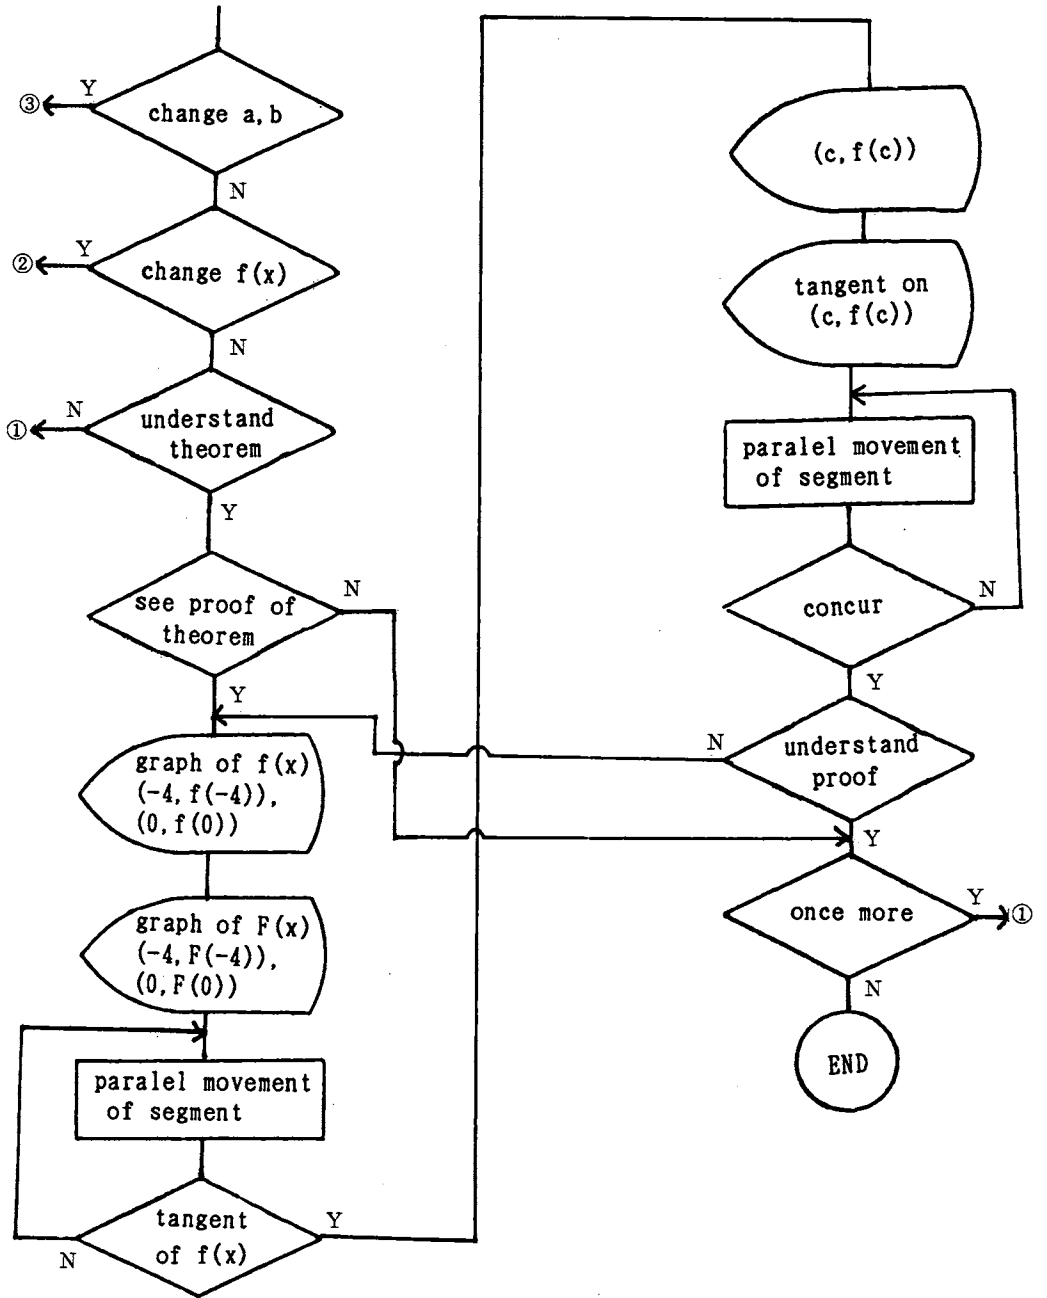 Y
③
change a,b
N
Y
②
change f(x)
N
N
①
understand
theorem
Y
N
see proof of
theorem
Y
graph of f(x)
(-4,f(-4)),
(0,f(0))
graph of F(x)
(-4,F(-4)),
(0,F(0))
paralel movement
of segment
tangent
of f(x)
Y
N
(c,f(c))
tangent on
(c,f(c))
paralel movement
of segment
concur
N
Y
N
understand
proof
Y
once more
Y
①
N
END